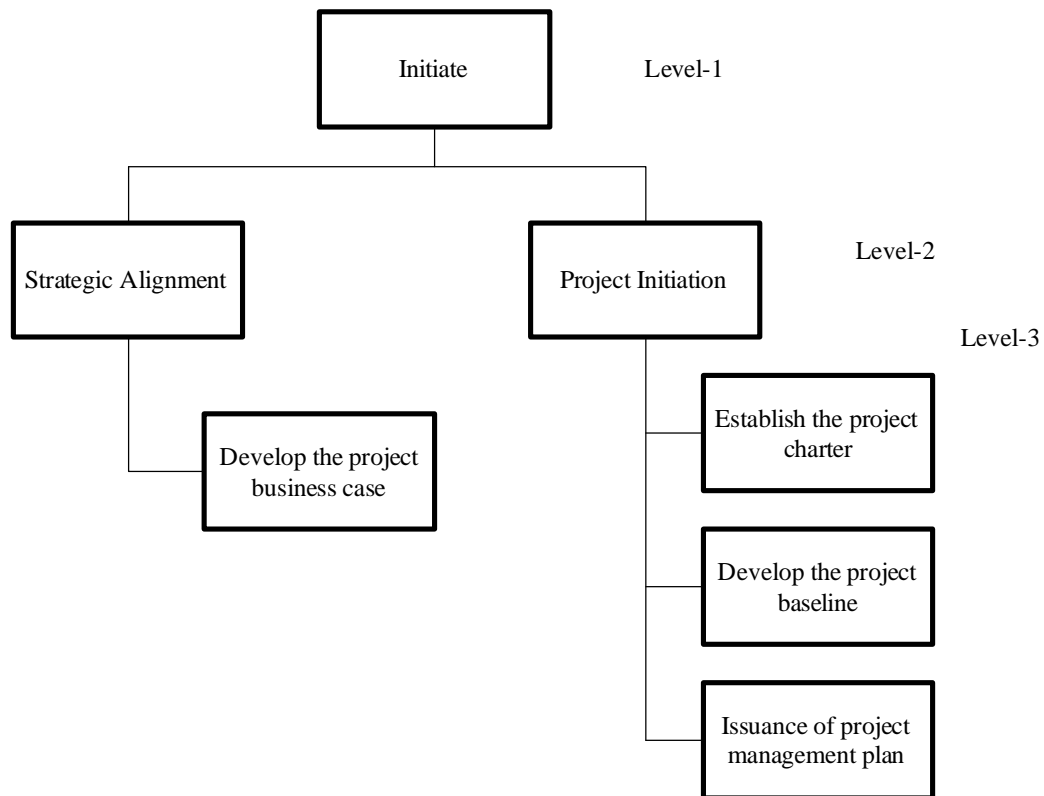 Initiate
Level-1
Strategic Alignment
Project Initiation
Level-2
Level-3
Develop the project
business case
Establish the project
charter
Develop the project
baseline
Issuance of project
management plan